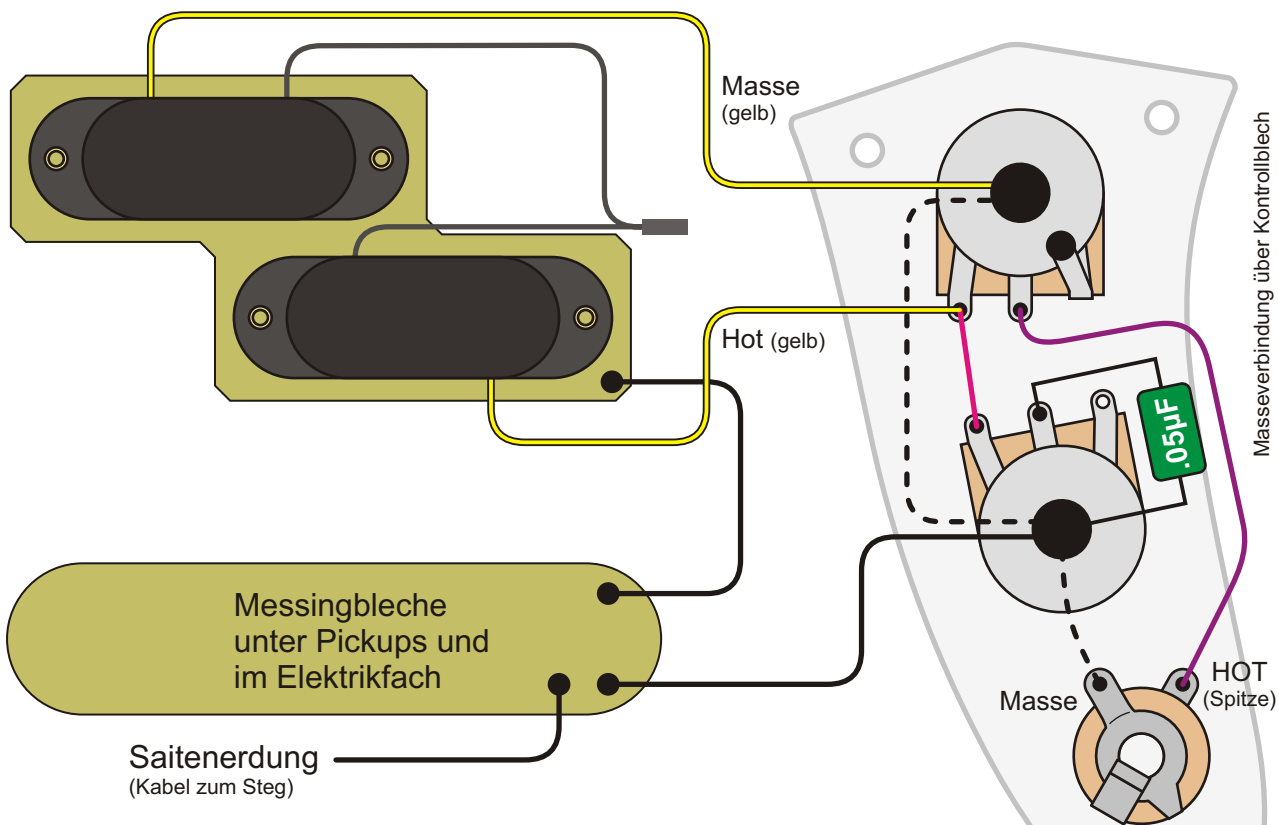 Masse
(gelb)
Hot (gelb)
Masseverbindung über Kontrollblech
.05µF
Messingbleche
unter Pickups und
im Elektrikfach
Masse
HOT
(Spitze)
Saitenerdung
(Kabel zum Steg)